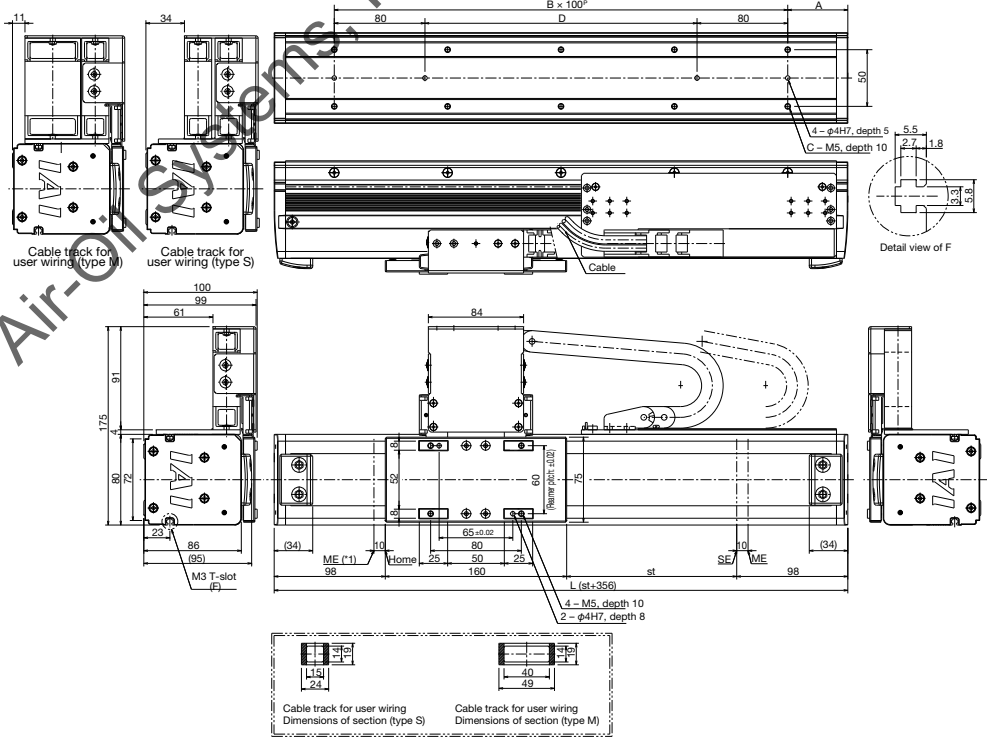 B × 100ᴾ
A
11
34
80
D
80
50
4 – φ4H7, depth 5
C – M5, depth 10
5.5
2.7
1.8
3.3
5.8
Detail view of F
IAI
IAI
Cable track for
user wiring (type M)
Cable track for
user wiring (type S)
Cable
Air-Oil Systems,
100
99
61
84
91
175
4
80
72
IAI
IAI
8
52
8
60
(Reamer pitch: ±0.02)
75
23
86
(95)
M3 T-slot
(F)
(34)
ME (*1)
10
Home
65±0.02
80
25
50
25
SE
10
ME
(34)
98
160
st
98
L (st+356)
4 – M5, depth 10
2 – φ4H7, depth 8
14
19
15
24
14
19
40
49
Cable track for user wiring
Dimensions of section (type S)
Cable track for user wiring
Dimensions of section (type M)